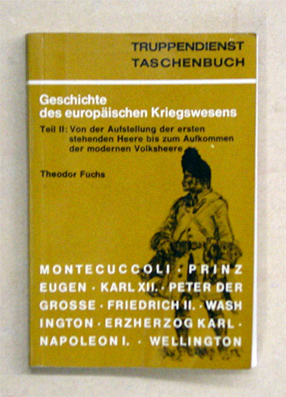 TRUPPENDIENST
TASCHENBUCH
Geschichte
des europäischen Kriegswesens
Teil II: Von der Aufstellung der ersten
stehenden Heere bis zum Aufkommen
der modernen Volksheere
Theodor Fuchs
MONTECUCCOLI · PRINZ
EUGEN · KARL XII. · PETER DER
GROSSE · FRIEDRICH II. · WASH
INGTON · ERZHERZOG KARL ·
NAPOLEON I. · WELLINGTON